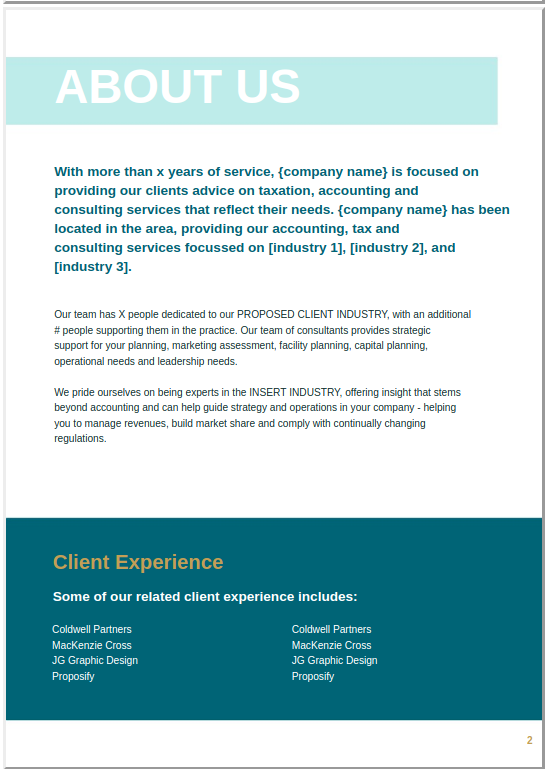 ABOUT US
With more than x years of service, {company name} is focused on
providing our clients advice on taxation, accounting and
consulting services that reflect their needs. {company name} has been
located in the area, providing our accounting, tax and
consulting services focussed on [industry 1], [industry 2], and
[industry 3].
Our team has X people dedicated to our PROPOSED CLIENT INDUSTRY, with an additional
# people supporting them in the practice. Our team of consultants provides strategic
support for your planning, marketing assessment, facility planning, capital planning,
operational needs and leadership needs.
We pride ourselves on being experts in the INSERT INDUSTRY, offering insight that stems
beyond accounting and can help guide strategy and operations in your company - helping
you to manage revenues, build market share and comply with continually changing
regulations.
Client Experience
Some of our related client experience includes:
Coldwell Partners
MacKenzie Cross
JG Graphic Design
Proposify
Coldwell Partners
MacKenzie Cross
JG Graphic Design
Proposify
2